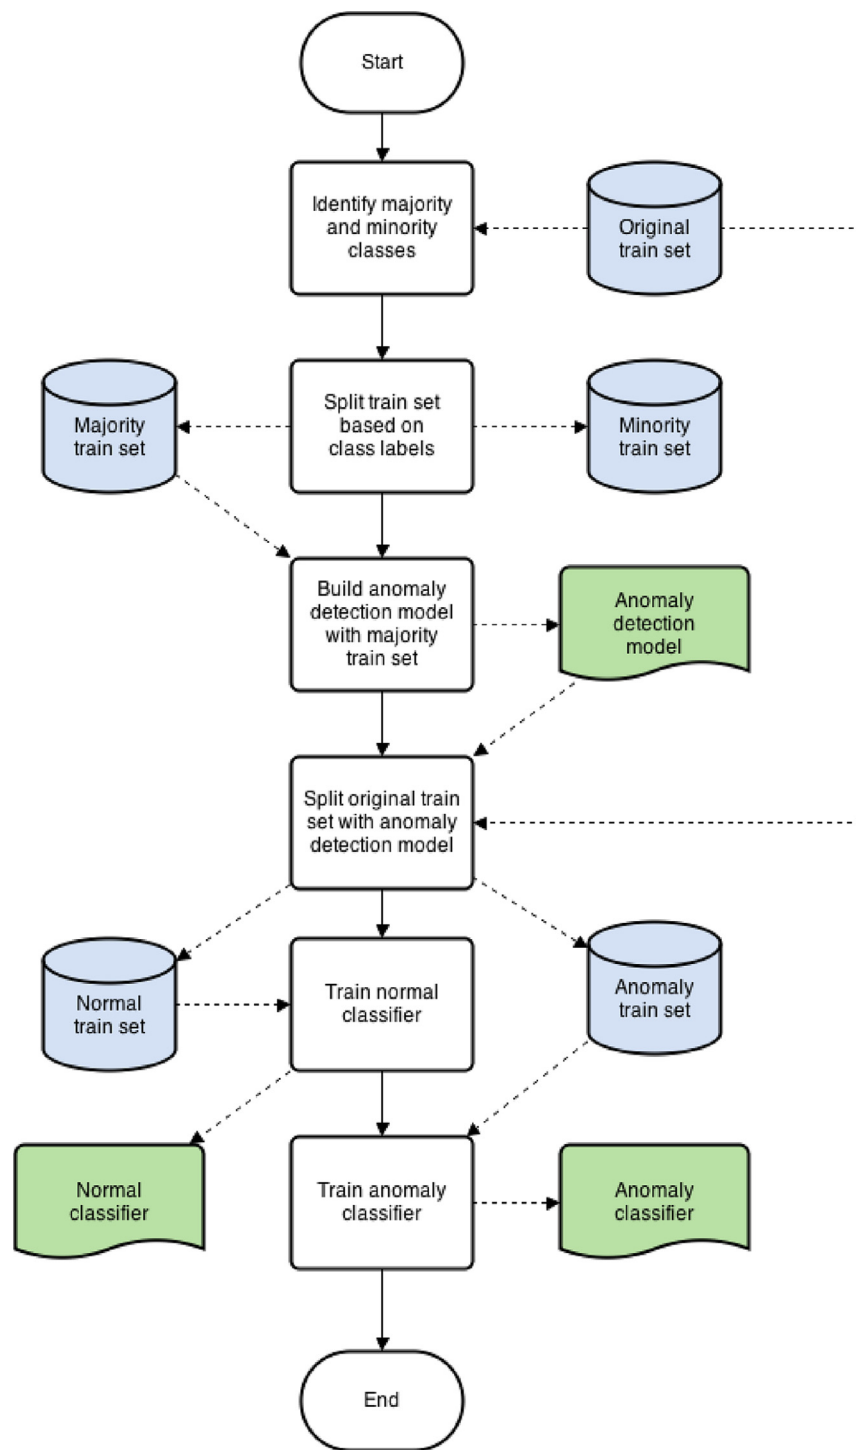 Start
Identify majority
and minority
classes
Original
train set
Majority
train set
Split train set
based on
class labels
Minority
train set
Build anomaly
detection model
with majority
train set
Anomaly
detection
model
Split original train
set with anomaly
detection model
Normal
train set
Train normal
classifier
Anomaly
train set
Normal
classifier
Train anomaly
classifier
Anomaly
classifier
End